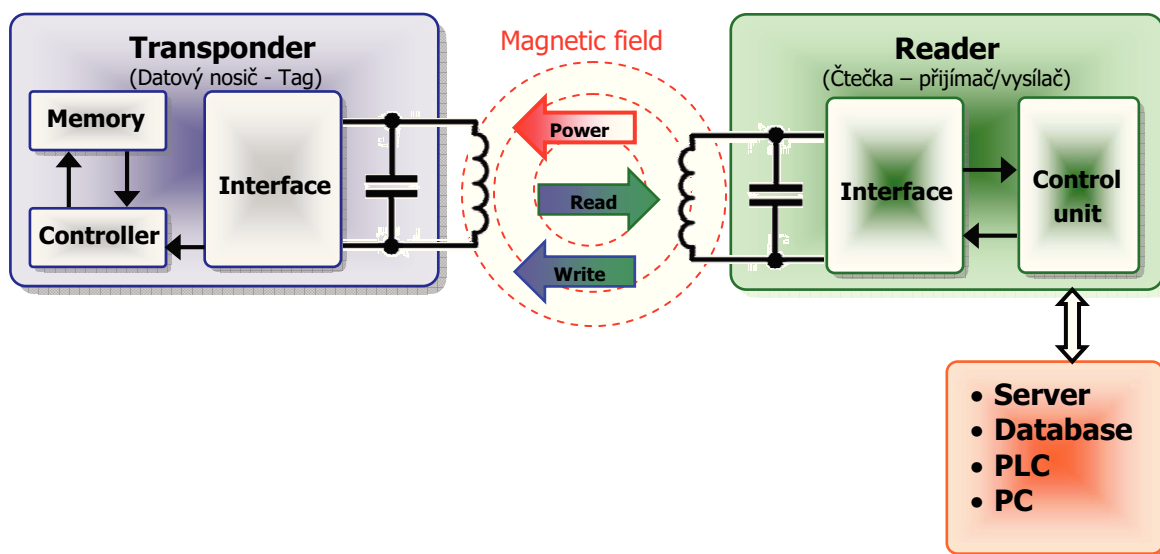 Transponder
(Datový nosič - Tag)
Memory
Controller
Interface
Magnetic field
Power
Read
Write
Reader
(Čtečka – přijímač/vysílač)
Interface
Control
unit
• Server
• Database
• PLC
• PC